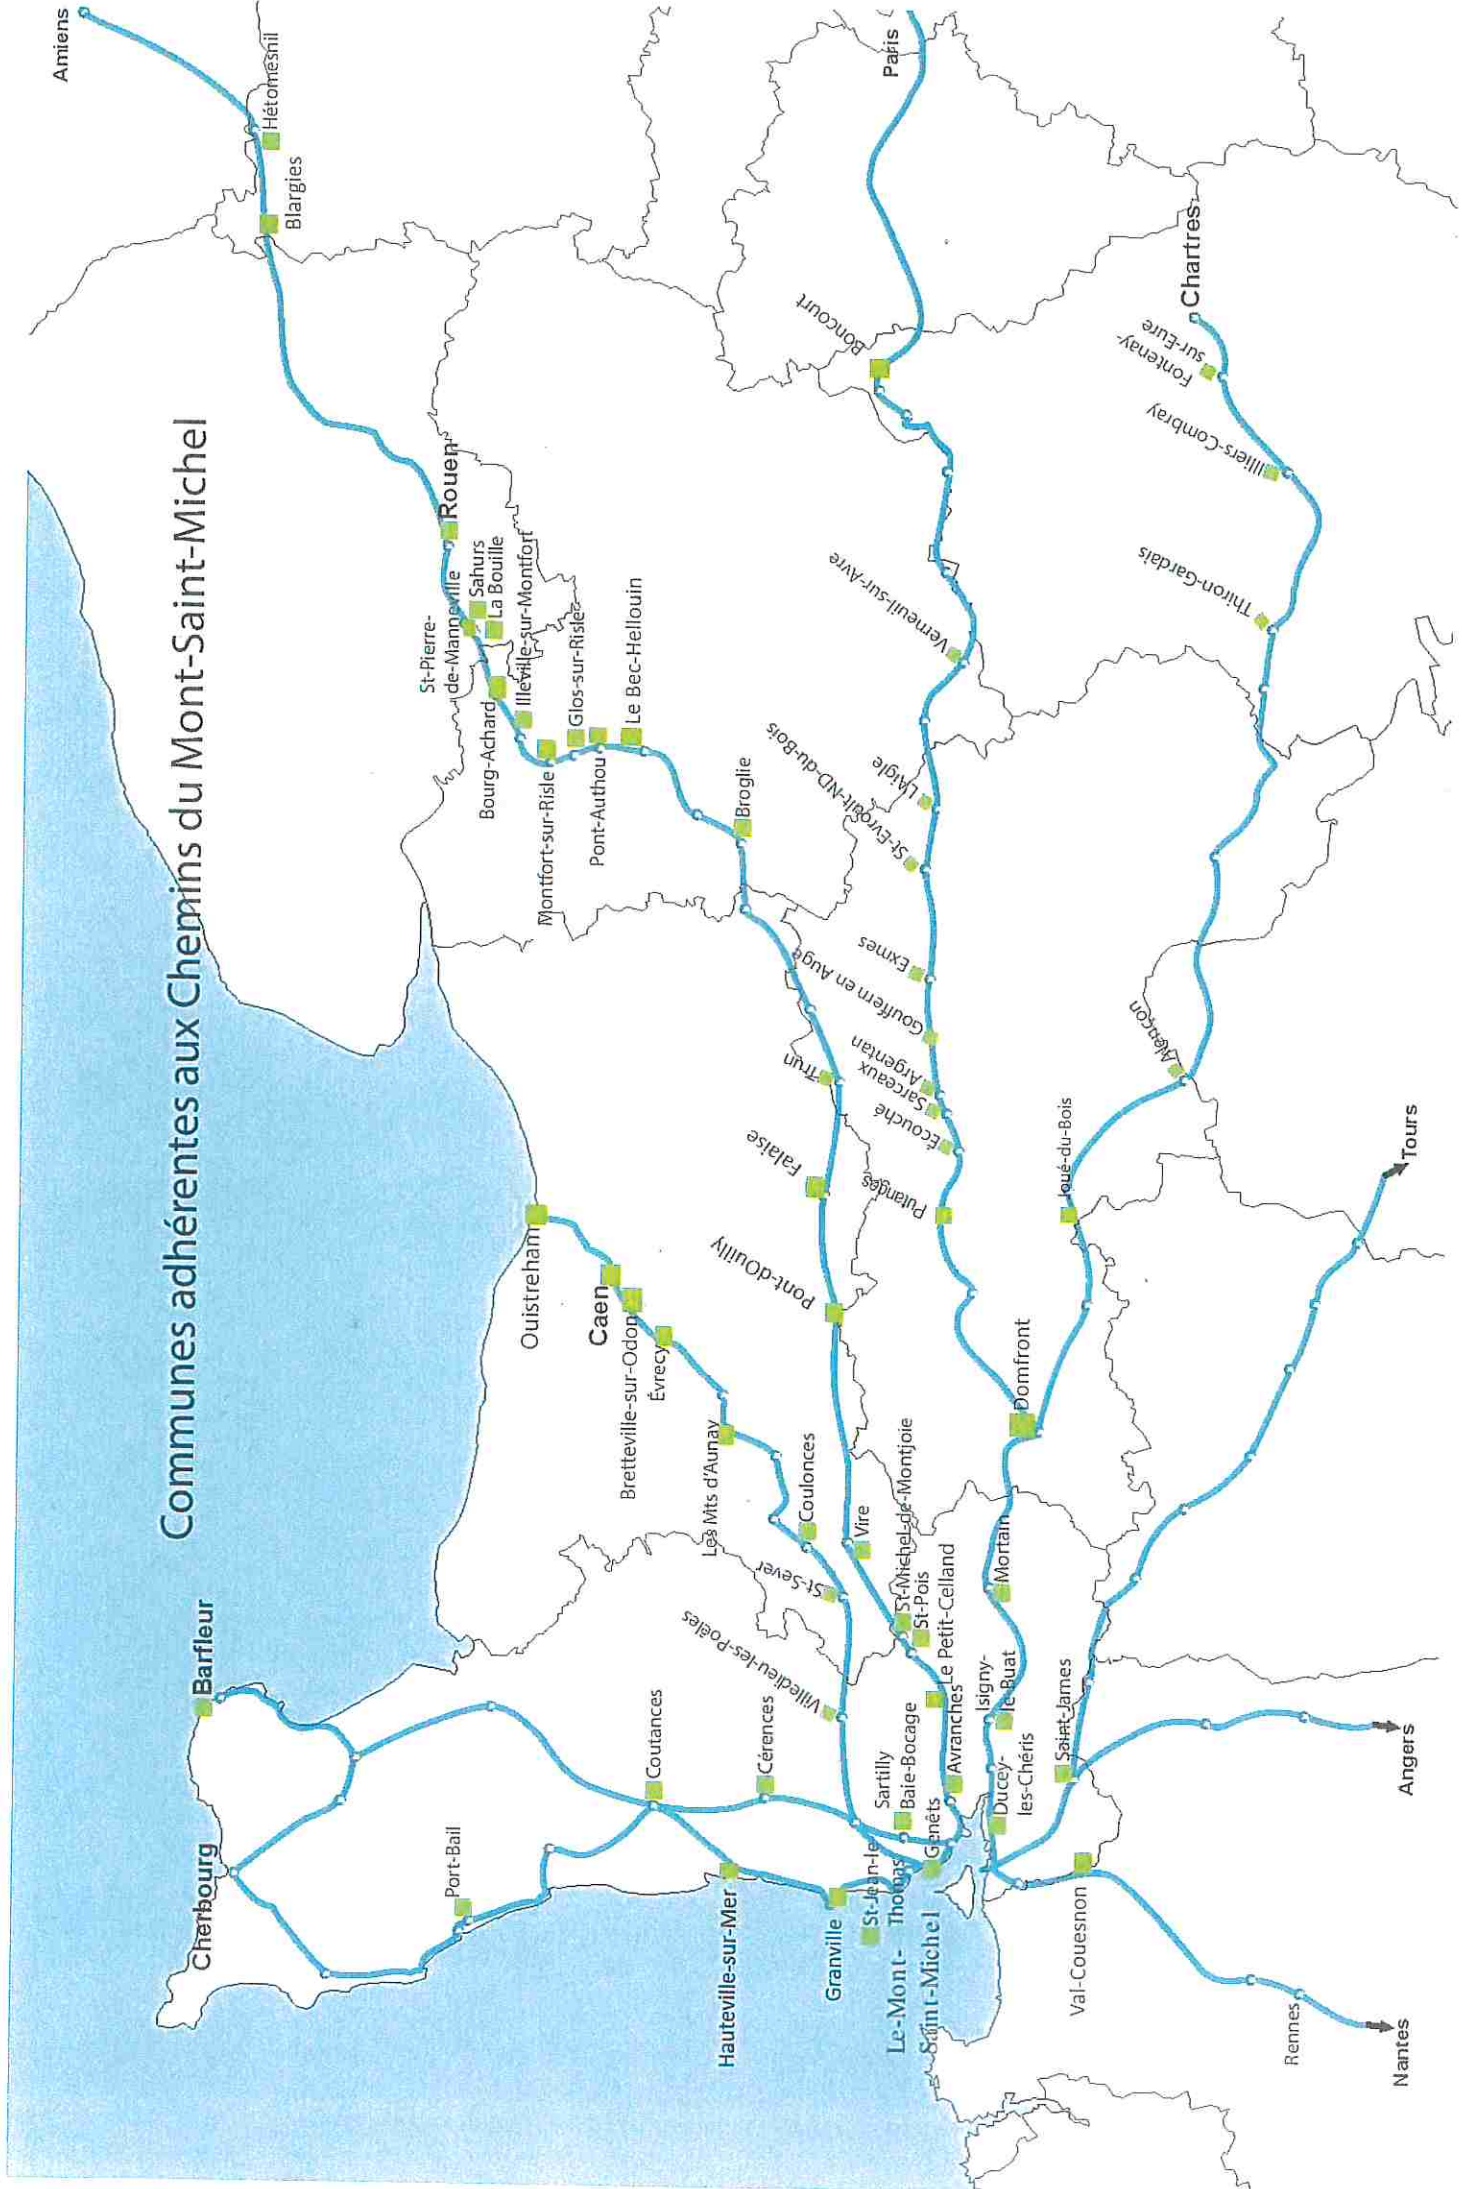 Communes adhérentes aux Chemins du Mont-Saint-Michel
Amiens
Hétomesnil
Blargies
Rouen
St-Pierre-
de-Manneville
Sahurs
La Bouille
Bourg-Achard
Illeville-sur-Montfort
Montfort-sur-Risle
Glos-sur-Risle
Pont-Authou
Le Bec-Hellouin
Broglie
Trun
Falaise
Pont-d'Ouilly
Vire
St-Michel-de-Montjoie
St-Pois
Le Petit-Celland
Avranches
Barfleur
Cherbourg
Port-Bail
Coutances
Cérences
Hauteville-sur-Mer
Granville
St-Jean-le
Thomas
Sartilly
Baie-Bocage
Genêts
Le-Mont-
Saint-Michel
Ouistreham
Caen
Bretteville-sur-Odon
Évrecy
Les Mts d'Aunay
Coulonces
St-Sever
Villedieu-les-Poêles
Paris
Boncourt
Verneuil-sur-Avre
L'Aigle
St-Evroult-ND-du-Bois
Exmes
Gouffern en Auge
Argentan
Sarceaux
Ecouché
Putanges
Domfront
Mortain
Isigny-
le-Buat
Ducey-
les-Chéris
Chartres
Fontenay-
sur-Eure
Illiers-Combray
Thiron-Gardais
Alençon
Joué-du-Bois
Saint-James
Val-Couesnon
Rennes
Nantes
Angers
Tours